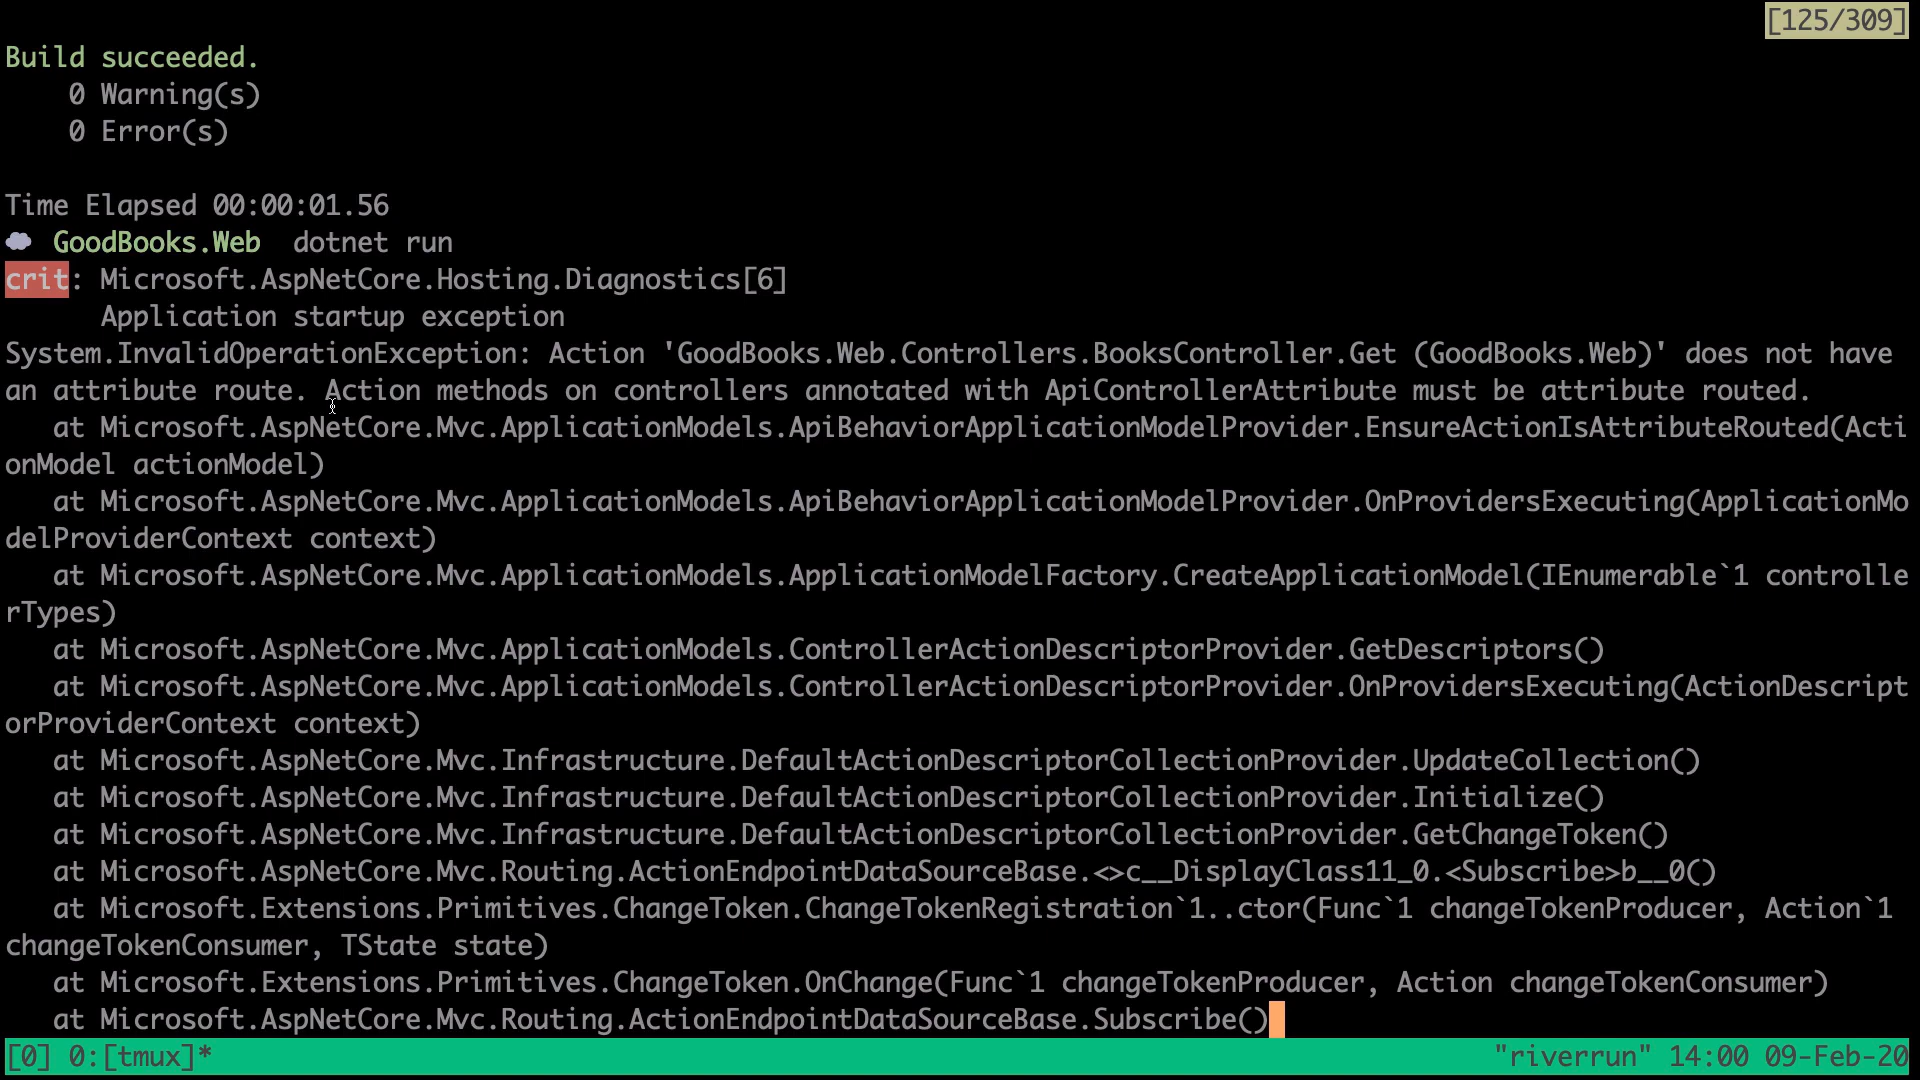 [125/309]
Build succeeded.
    0 Warning(s)
    0 Error(s)

Time Elapsed 00:00:01.56
GoodBooks.Web  dotnet run
crit: Microsoft.AspNetCore.Hosting.Diagnostics[6]
      Application startup exception
System.InvalidOperationException: Action 'GoodBooks.Web.Controllers.BooksController.Get (GoodBooks.Web)' does not have
an attribute route. Action methods on controllers annotated with ApiControllerAttribute must be attribute routed.
   at Microsoft.AspNetCore.Mvc.ApplicationModels.ApiBehaviorApplicationModelProvider.EnsureActionIsAttributeRouted(Acti
onModel actionModel)
   at Microsoft.AspNetCore.Mvc.ApplicationModels.ApiBehaviorApplicationModelProvider.OnProvidersExecuting(ApplicationMo
delProviderContext context)
   at Microsoft.AspNetCore.Mvc.ApplicationModels.ApplicationModelFactory.CreateApplicationModel(IEnumerable`1 controlle
rTypes)
   at Microsoft.AspNetCore.Mvc.ApplicationModels.ControllerActionDescriptorProvider.GetDescriptors()
   at Microsoft.AspNetCore.Mvc.ApplicationModels.ControllerActionDescriptorProvider.OnProvidersExecuting(ActionDescript
orProviderContext context)
   at Microsoft.AspNetCore.Mvc.Infrastructure.DefaultActionDescriptorCollectionProvider.UpdateCollection()
   at Microsoft.AspNetCore.Mvc.Infrastructure.DefaultActionDescriptorCollectionProvider.Initialize()
   at Microsoft.AspNetCore.Mvc.Infrastructure.DefaultActionDescriptorCollectionProvider.GetChangeToken()
   at Microsoft.AspNetCore.Mvc.Routing.ActionEndpointDataSourceBase.<>c__DisplayClass11_0.<Subscribe>b__0()
   at Microsoft.Extensions.Primitives.ChangeToken.ChangeTokenRegistration`1..ctor(Func`1 changeTokenProducer, Action`1
changeTokenConsumer, TState state)
   at Microsoft.Extensions.Primitives.ChangeToken.OnChange(Func`1 changeTokenProducer, Action changeTokenConsumer)
   at Microsoft.AspNetCore.Mvc.Routing.ActionEndpointDataSourceBase.Subscribe()
[0] 0:[tmux]* "riverrun" 14:00 09-Feb-20